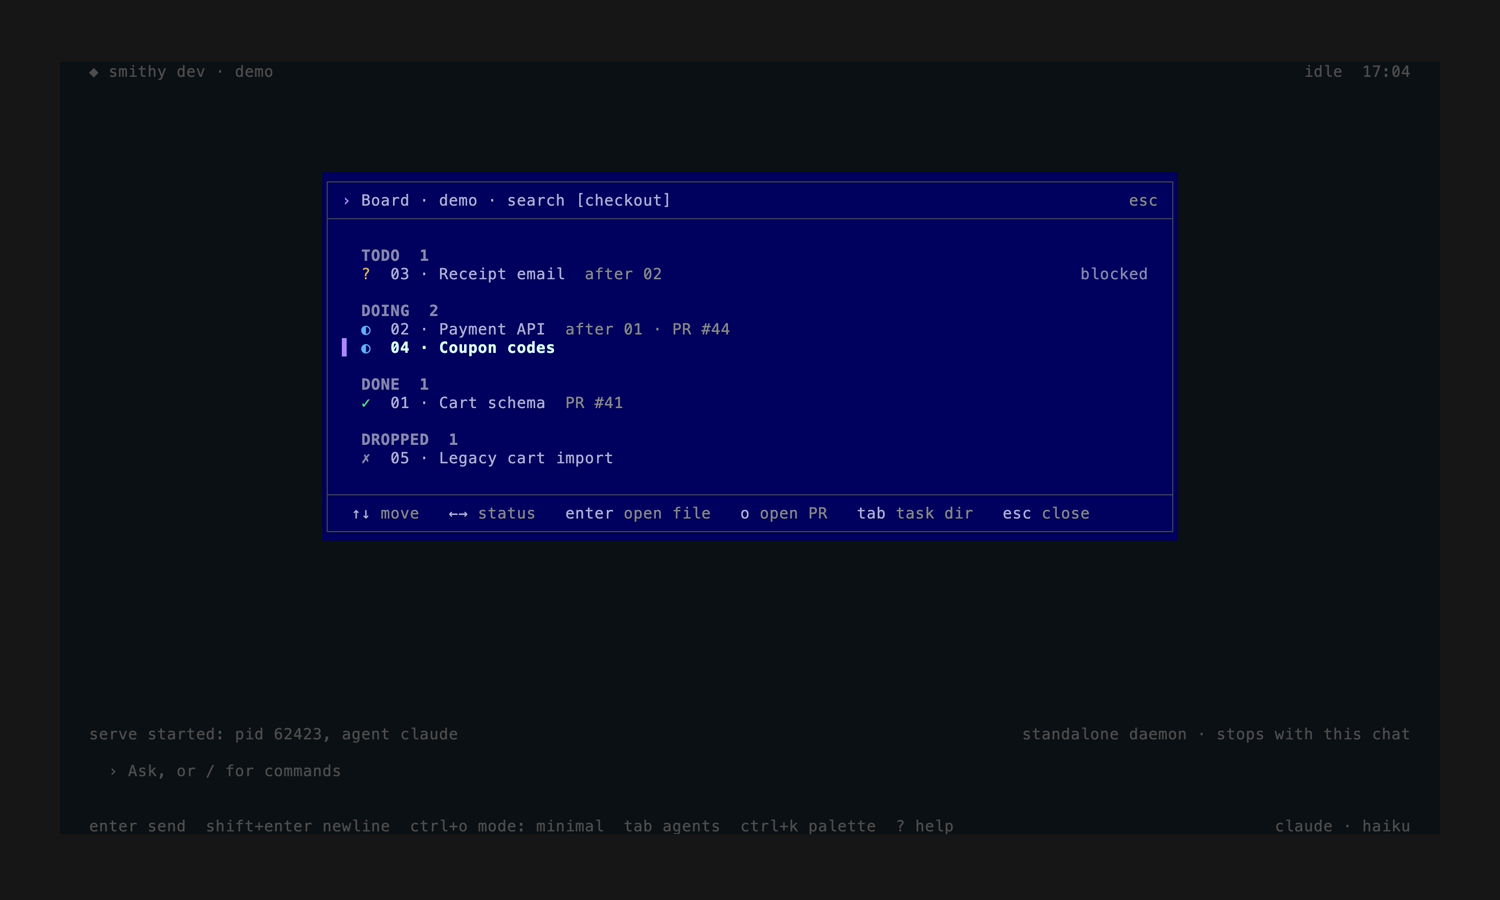 ◆ smithy dev · demo idle 17:04
› Board · demo · search [checkout] esc
TODO 1
? 03 · Receipt email after 02 blocked
DOING 2
◐ 02 · Payment API after 01 · PR #44
◐ 04 · Coupon codes
DONE 1
✓ 01 · Cart schema PR #41
DROPPED 1
✗ 05 · Legacy cart import
↑↓ move ←→ status enter open file o open PR tab task dir esc close
serve started: pid 62423, agent claude standalone daemon · stops with this chat
› Ask, or / for commands
enter send shift+enter newline ctrl+o mode: minimal tab agents ctrl+k palette ? help claude · haiku